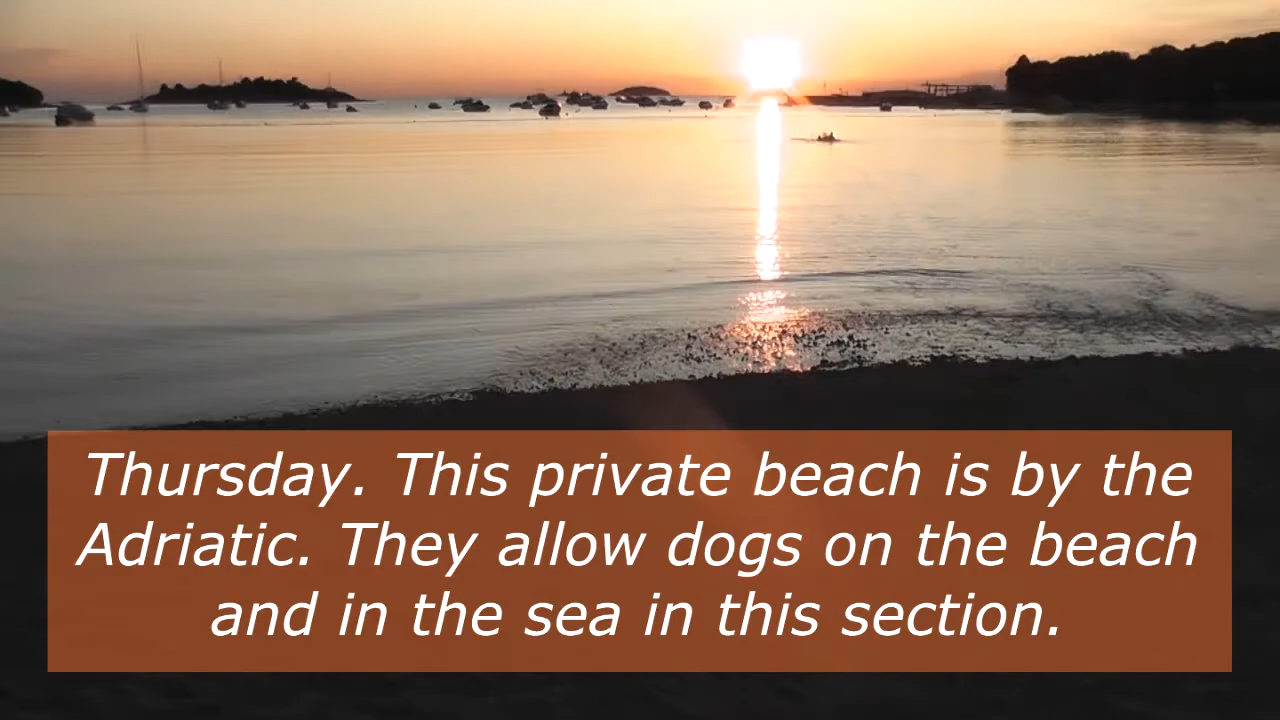 Thursday. This private beach is by the
Adriatic. They allow dogs on the beach
and in the sea in this section.